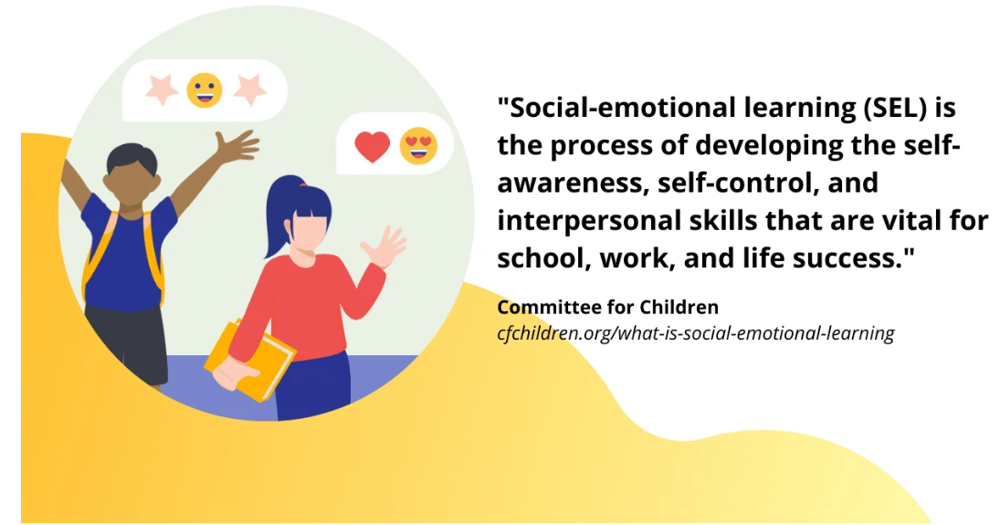 "Social-emotional learning (SEL) is
the process of developing the self-
awareness, self-control, and
interpersonal skills that are vital for
school, work, and life success."
Committee for Children
cfchildren.org/what-is-social-emotional-learning